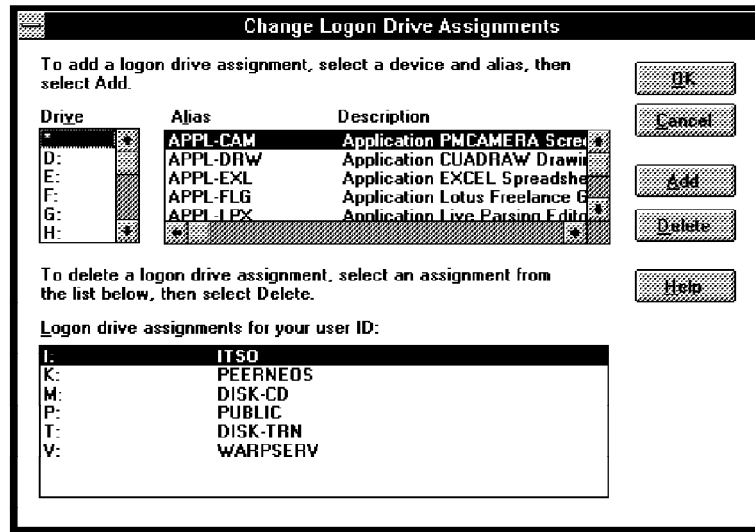 Change Logon Drive Assignments
To add a logon drive assignment, select a device and alias, then
select Add.
OK
Cancel
Drive Alias Description
* APPL-CAM Application PMCAMERA Scree
D: APPL-DRW Application CUADRAW Drawin
E: APPL-EXL Application EXCEL Spreadshe
F: APPL-FLG Application Lotus Freelance G
G: APPL-LPX Application Live Parsing Edito
H:
Add
Delete
To delete a logon drive assignment, select an assignment from
the list below, then select Delete.
Help
Logon drive assignments for your user ID:
I: ITSO
K: PEERNEOS
M: DISK-CD
P: PUBLIC
T: DISK-TRN
V: WARPSERV